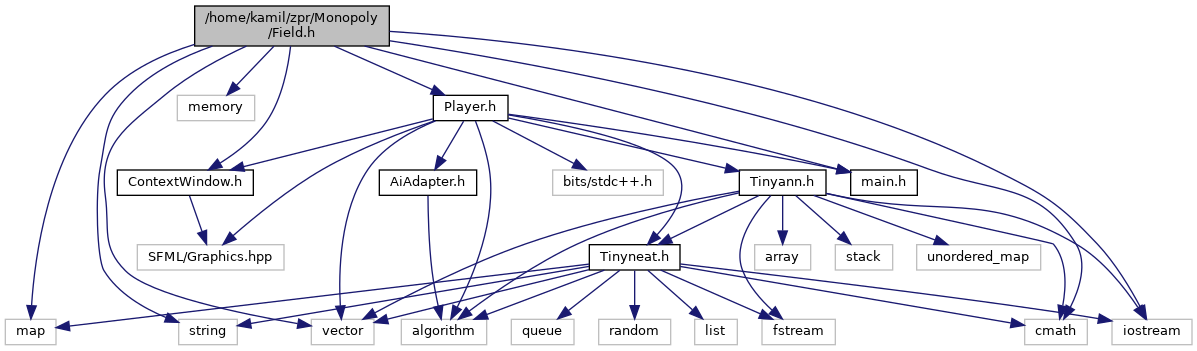 /home/kamil/zpr/Monopoly
/Field.h
memory
Player.h
ContextWindow.h
AiAdapter.h
bits/stdc++.h
Tinyann.h
main.h
SFML/Graphics.hpp
Tinyneat.h
array
stack
unordered_map
map
string
vector
algorithm
queue
random
list
fstream
cmath
iostream